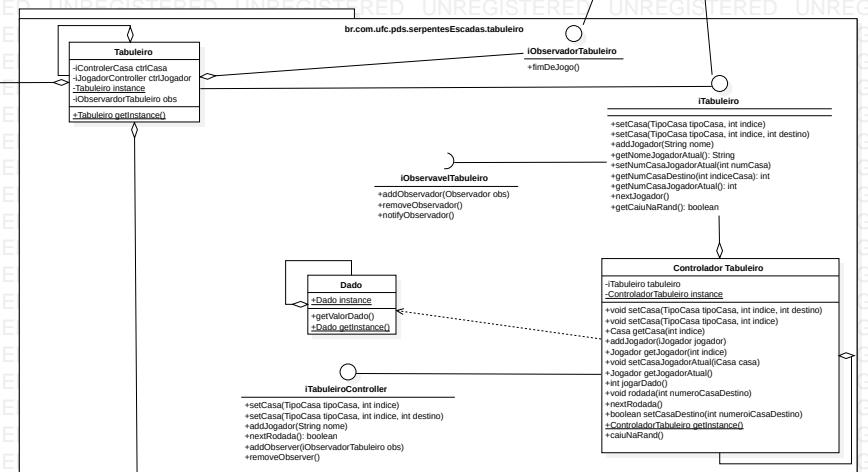 UNREGISTERED UNREGISTERED UNREGISTERED
br.com.ufc.pds.serpentesEscadas.tabuleiro
Tabuleiro
-iControlerCasa ctrlCasa
-iJogadorController ctrlJogador
-Tabuleiro instance
-iObservardorTabuleiro obs
+Tabuleiro getInstance()
iObservadorTabuleiro
+fimDeJogo()
iTabuleiro
+setCasa(TipoCasa tipoCasa, int indice)
+setCasa(TipoCasa tipoCasa, int indice, int destino)
+addJogador(String nome)
+getNomeJogadorAtual(): String
+setNumCasaJogadorAtual(int numCasa)
+getNumCasaDestino(int indiceCasa): int
+getNumCasaJogadorAtual(): int
+nextJogador()
+getCaiuNaRand(): boolean
iObservavelTabuleiro
+addObservador(Observador obs)
+removeObservador()
+notifyObservador()
Dado
+Dado instance
+getValorDado()
+Dado getInstance()
Controlador Tabuleiro
-iTabuleiro tabuleiro
-ControladorTabuleiro instance
+void setCasa(TipoCasa tipoCasa, int indice, int destino)
+void setCasa(TipoCasa tipoCasa, int indice)
+Casa getCasa(int indice)
+addJogador(iJogador jogador)
+Jogador getJogador(int indice)
+void setCasaJogadorAtual(iCasa casa)
+Jogador getJogadorAtual()
+int jogarDado()
+void rodada(int numeroCasaDestino)
+nextRodada()
+boolean setCasaDestino(int numeroiCasaDestino)
+ControladorTabuleiro getInstance()
+caiuNaRand()
iTabuleiroController
+setCasa(TipoCasa tipoCasa, int indice)
+setCasa(TipoCasa tipoCasa, int indice, int destino)
+addJogador(String nome)
+nextRodada(): boolean
+addObserver(iObservadorTabuleiro obs)
+removeObserver()